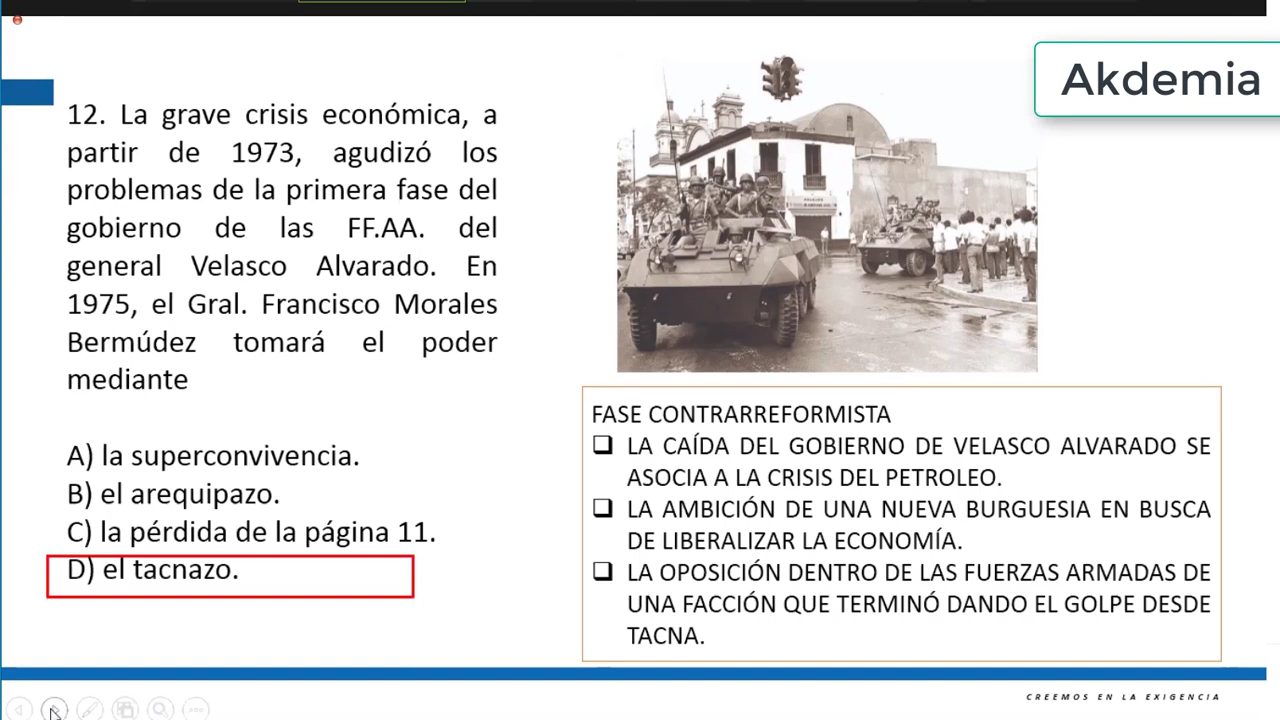 Akdemia
12. La grave crisis económica, a
partir de 1973, agudizó los
problemas de la primera fase del
gobierno de las FF.AA. del
general Velasco Alvarado. En
1975, el Gral. Francisco Morales
Bermúdez tomará el poder
mediante
A) la superconvivencia.
B) el arequipazo.
C) la pérdida de la página 11.
D) el tacnazo.
FASE CONTRARREFORMISTA
LA CAÍDA DEL GOBIERNO DE VELASCO ALVARADO SE
ASOCIA A LA CRISIS DEL PETROLEO.
LA AMBICIÓN DE UNA NUEVA BURGUESIA EN BUSCA
DE LIBERALIZAR LA ECONOMÍA.
LA OPOSICIÓN DENTRO DE LAS FUERZAS ARMADAS DE
UNA FACCIÓN QUE TERMINÓ DANDO EL GOLPE DESDE
TACNA.
CREEMOS EN LA EXIGENCIA